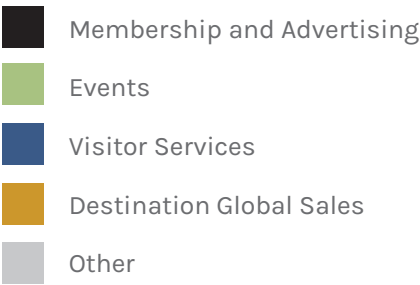 Membership and Advertising
Events
Visitor Services
Destination Global Sales
Other